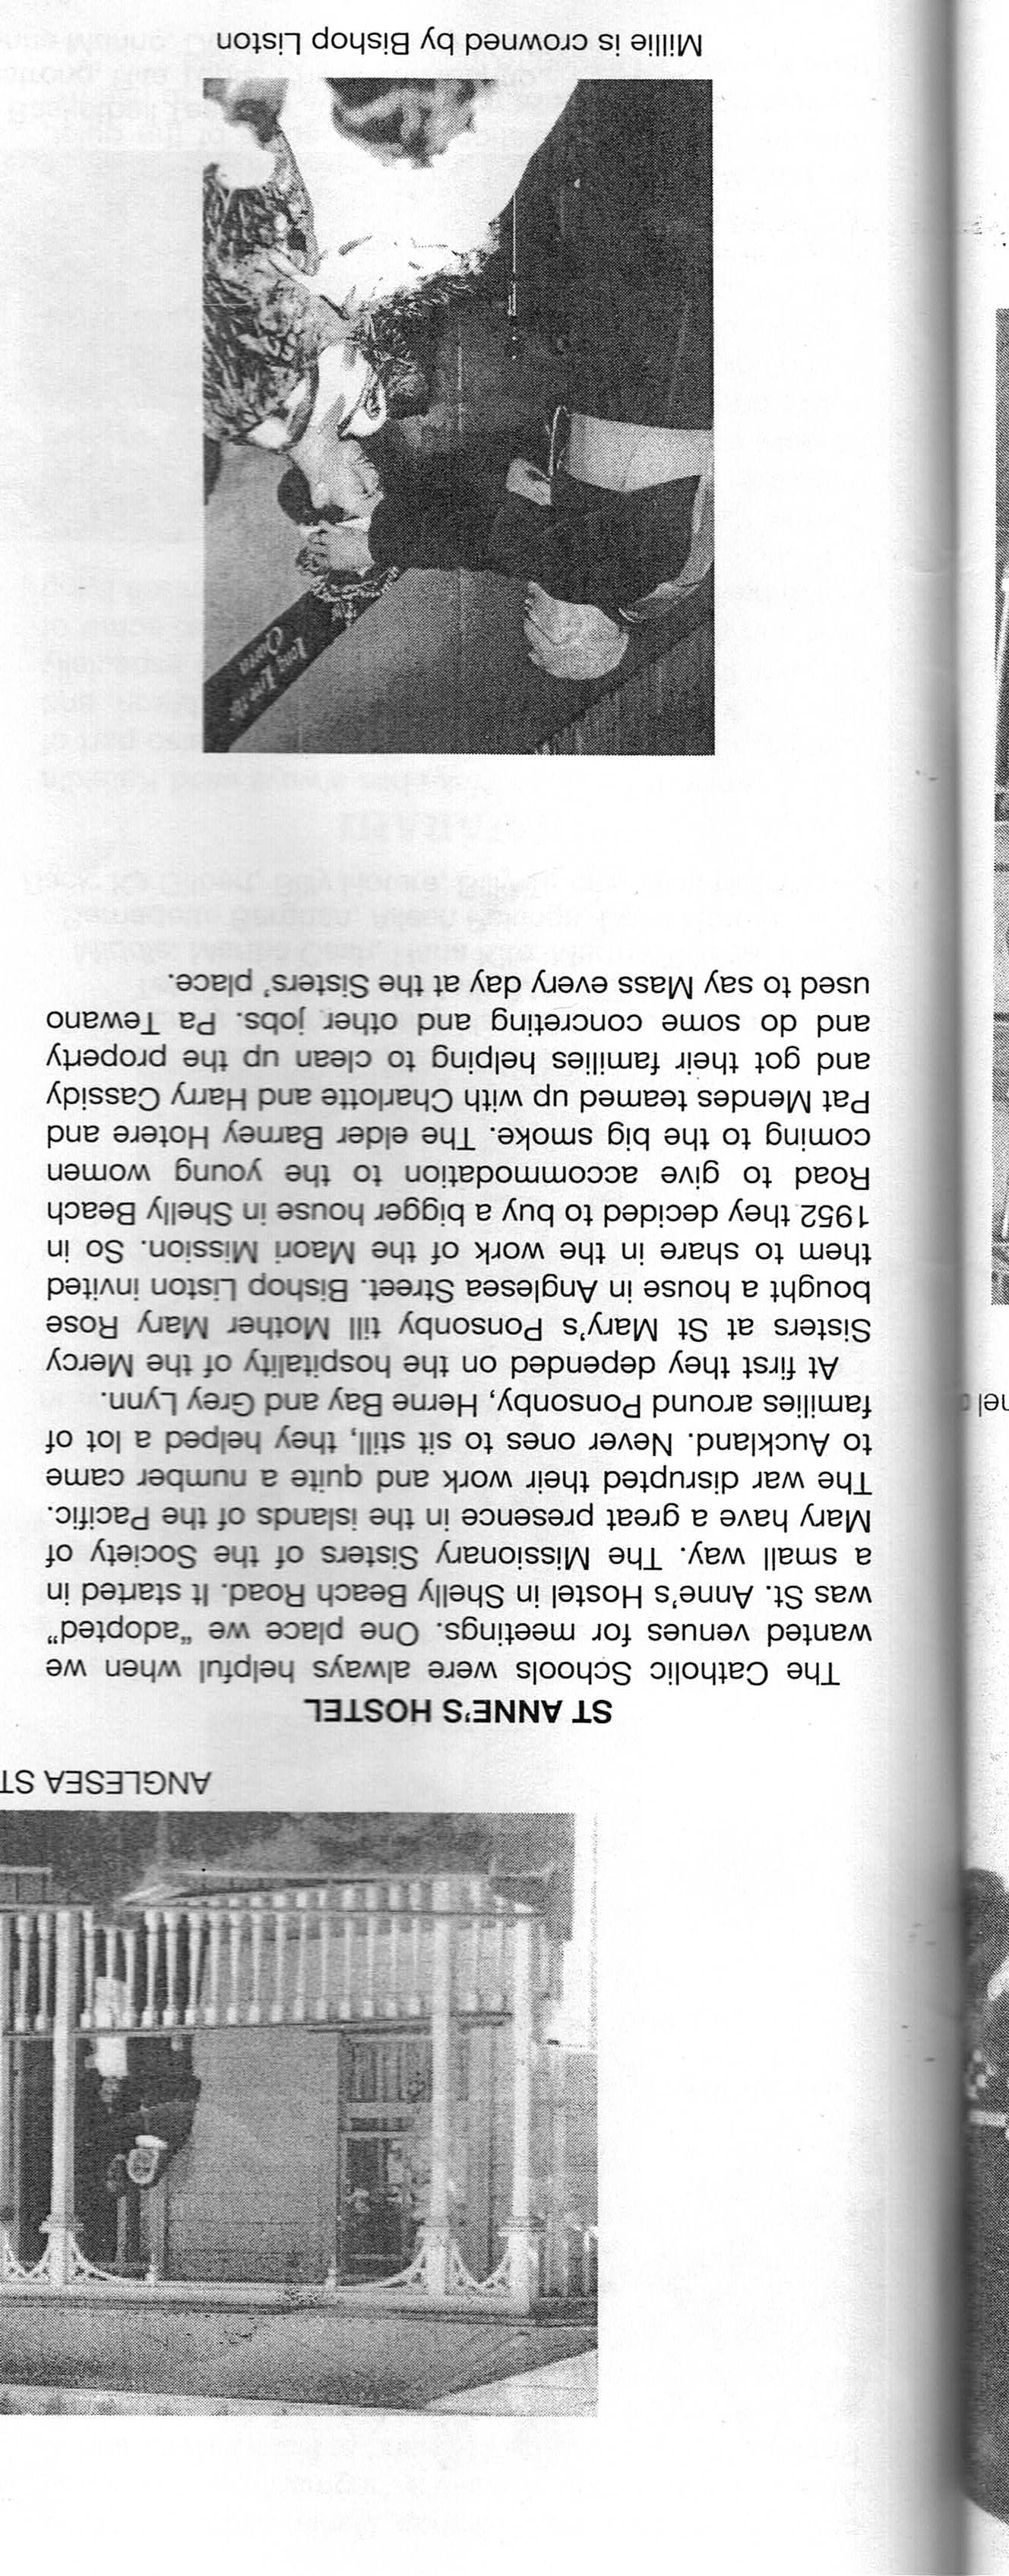 ANGLESEA ST
ST ANNE'S HOSTEL
The Catholic Schools were always helpful when we
wanted venues for meetings. One place we “adopted”
was St. Anne's Hostel in Shelly Beach Road. It started in
a small way. The Missionary Sisters of the Society of
Mary have a great presence in the islands of the Pacific.
The war disrupted their work and quite a number came
to Auckland. Never ones to sit still, they helped a lot of
families around Ponsonby, Herne Bay and Grey Lynn.
At first they depended on the hospitality of the Mercy
Sisters at St Mary's Ponsonby till Mother Mary Rose
bought a house in Anglesea Street. Bishop Liston invited
them to share in the work of the Maori Mission. So in
1952 they decided to buy a bigger house in Shelly Beach
Road to give accommodation to the young women
coming to the big smoke. The elder Barney Hotere and
Pat Mendes teamed up with Charlotte and Harry Cassidy
and got their families helping to clean up the property
and do some concreting and other jobs. Pa Tewano
used to say Mass every day at the Sisters' place.
Long Live the
Queen
Millie is crowned by Bishop Liston